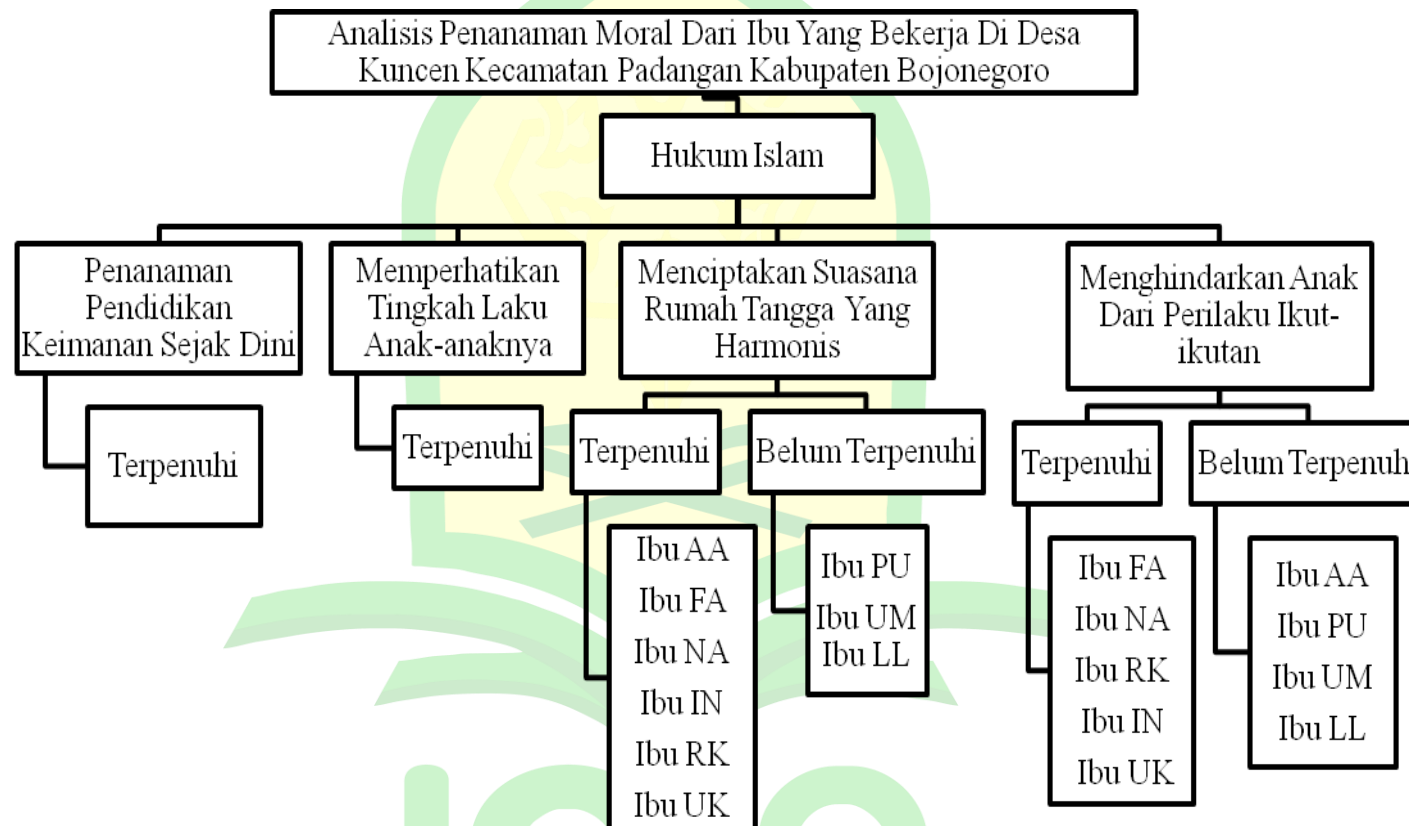 Analisis Penanaman Moral Dari Ibu Yang Bekerja Di Desa
Kuncen Kecamatan Padangan Kabupaten Bojonegoro
Hukum Islam
Penanaman
Pendidikan
Keimanan Sejak Dini
Memperhatikan
Tingkah Laku
Anak-anaknya
Menciptakan Suasana
Rumah Tangga Yang
Harmonis
Menghindarkan Anak
Dari Perilaku Ikut-
ikutan
Terpenuhi
Terpenuhi
Terpenuhi
Belum Terpenuhi
Terpenuhi
Belum Terpenuh
Ibu AA
Ibu FA
Ibu NA
Ibu IN
Ibu RK
Ibu UK
Ibu PU
Ibu UM
Ibu LL
Ibu FA
Ibu NA
Ibu RK
Ibu IN
Ibu UK
Ibu AA
Ibu PU
Ibu UM
Ibu LL